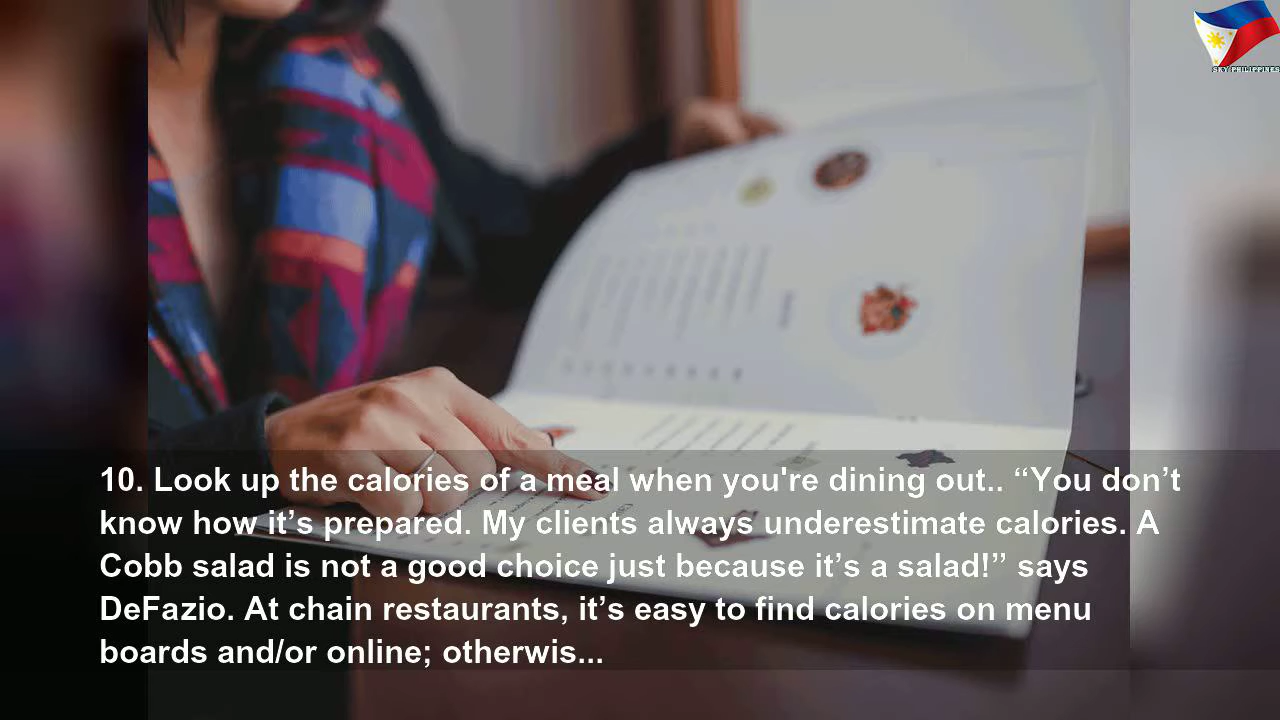 SKY PHILIPPINES
10. Look up the calories of a meal when you're dining out.. “You don’t
know how it’s prepared. My clients always underestimate calories. A
Cobb salad is not a good choice just because it’s a salad!” says
DeFazio. At chain restaurants, it’s easy to find calories on menu
boards and/or online; otherwis...